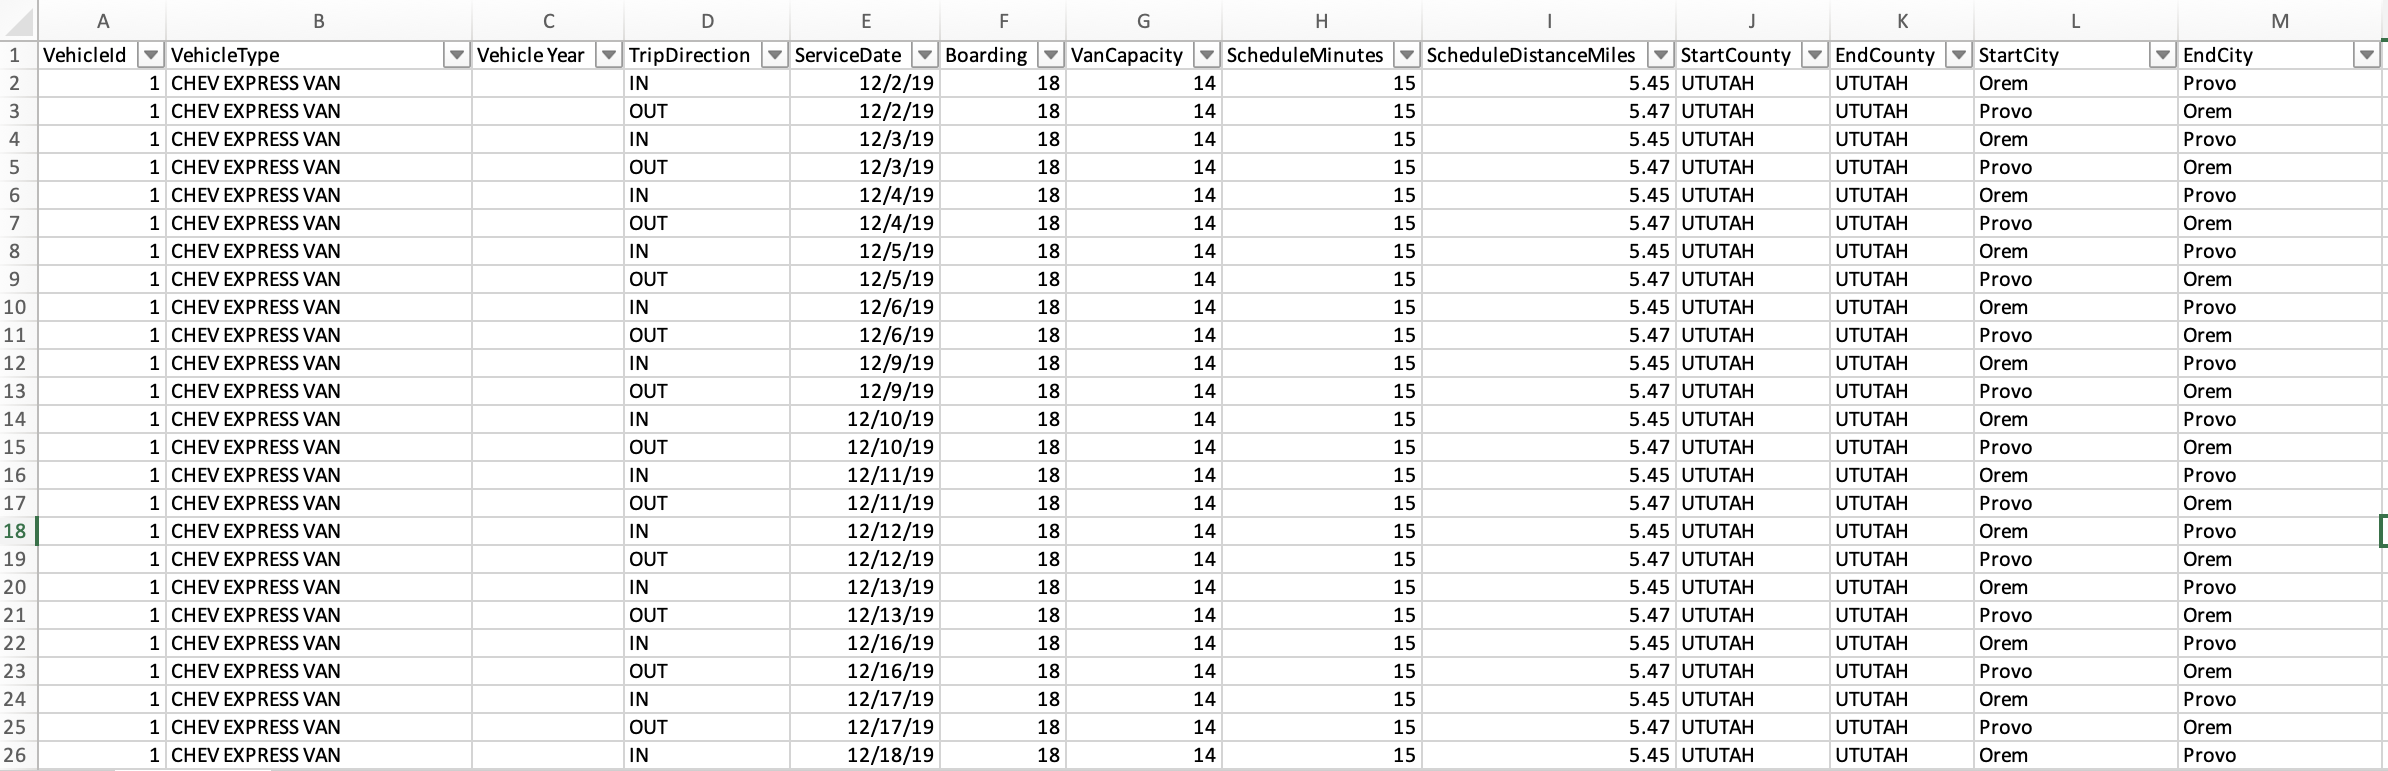 A B C D E F G H I J K L M
1 VehicleId VehicleType Vehicle Year TripDirection ServiceDate Boarding VanCapacity ScheduleMinutes ScheduleDistanceMiles StartCounty EndCounty StartCity EndCity
2 1 CHEV EXPRESS VAN IN 12/2/19 18 14 15 5.45 UTUTAH UTUTAH Orem Provo
3 1 CHEV EXPRESS VAN OUT 12/2/19 18 14 15 5.47 UTUTAH UTUTAH Provo Orem
4 1 CHEV EXPRESS VAN IN 12/3/19 18 14 15 5.45 UTUTAH UTUTAH Orem Provo
5 1 CHEV EXPRESS VAN OUT 12/3/19 18 14 15 5.47 UTUTAH UTUTAH Provo Orem
6 1 CHEV EXPRESS VAN IN 12/4/19 18 14 15 5.45 UTUTAH UTUTAH Orem Provo
7 1 CHEV EXPRESS VAN OUT 12/4/19 18 14 15 5.47 UTUTAH UTUTAH Provo Orem
8 1 CHEV EXPRESS VAN IN 12/5/19 18 14 15 5.45 UTUTAH UTUTAH Orem Provo
9 1 CHEV EXPRESS VAN OUT 12/5/19 18 14 15 5.47 UTUTAH UTUTAH Provo Orem
10 1 CHEV EXPRESS VAN IN 12/6/19 18 14 15 5.45 UTUTAH UTUTAH Orem Provo
11 1 CHEV EXPRESS VAN OUT 12/6/19 18 14 15 5.47 UTUTAH UTUTAH Provo Orem
12 1 CHEV EXPRESS VAN IN 12/9/19 18 14 15 5.45 UTUTAH UTUTAH Orem Provo
13 1 CHEV EXPRESS VAN OUT 12/9/19 18 14 15 5.47 UTUTAH UTUTAH Provo Orem
14 1 CHEV EXPRESS VAN IN 12/10/19 18 14 15 5.45 UTUTAH UTUTAH Orem Provo
15 1 CHEV EXPRESS VAN OUT 12/10/19 18 14 15 5.47 UTUTAH UTUTAH Provo Orem
16 1 CHEV EXPRESS VAN IN 12/11/19 18 14 15 5.45 UTUTAH UTUTAH Orem Provo
17 1 CHEV EXPRESS VAN OUT 12/11/19 18 14 15 5.47 UTUTAH UTUTAH Provo Orem
18 1 CHEV EXPRESS VAN IN 12/12/19 18 14 15 5.45 UTUTAH UTUTAH Orem Provo
19 1 CHEV EXPRESS VAN OUT 12/12/19 18 14 15 5.47 UTUTAH UTUTAH Provo Orem
20 1 CHEV EXPRESS VAN IN 12/13/19 18 14 15 5.45 UTUTAH UTUTAH Orem Provo
21 1 CHEV EXPRESS VAN OUT 12/13/19 18 14 15 5.47 UTUTAH UTUTAH Provo Orem
22 1 CHEV EXPRESS VAN IN 12/16/19 18 14 15 5.45 UTUTAH UTUTAH Orem Provo
23 1 CHEV EXPRESS VAN OUT 12/16/19 18 14 15 5.47 UTUTAH UTUTAH Provo Orem
24 1 CHEV EXPRESS VAN IN 12/17/19 18 14 15 5.45 UTUTAH UTUTAH Orem Provo
25 1 CHEV EXPRESS VAN OUT 12/17/19 18 14 15 5.47 UTUTAH UTUTAH Provo Orem
26 1 CHEV EXPRESS VAN IN 12/18/19 18 14 15 5.45 UTUTAH UTUTAH Orem Provo